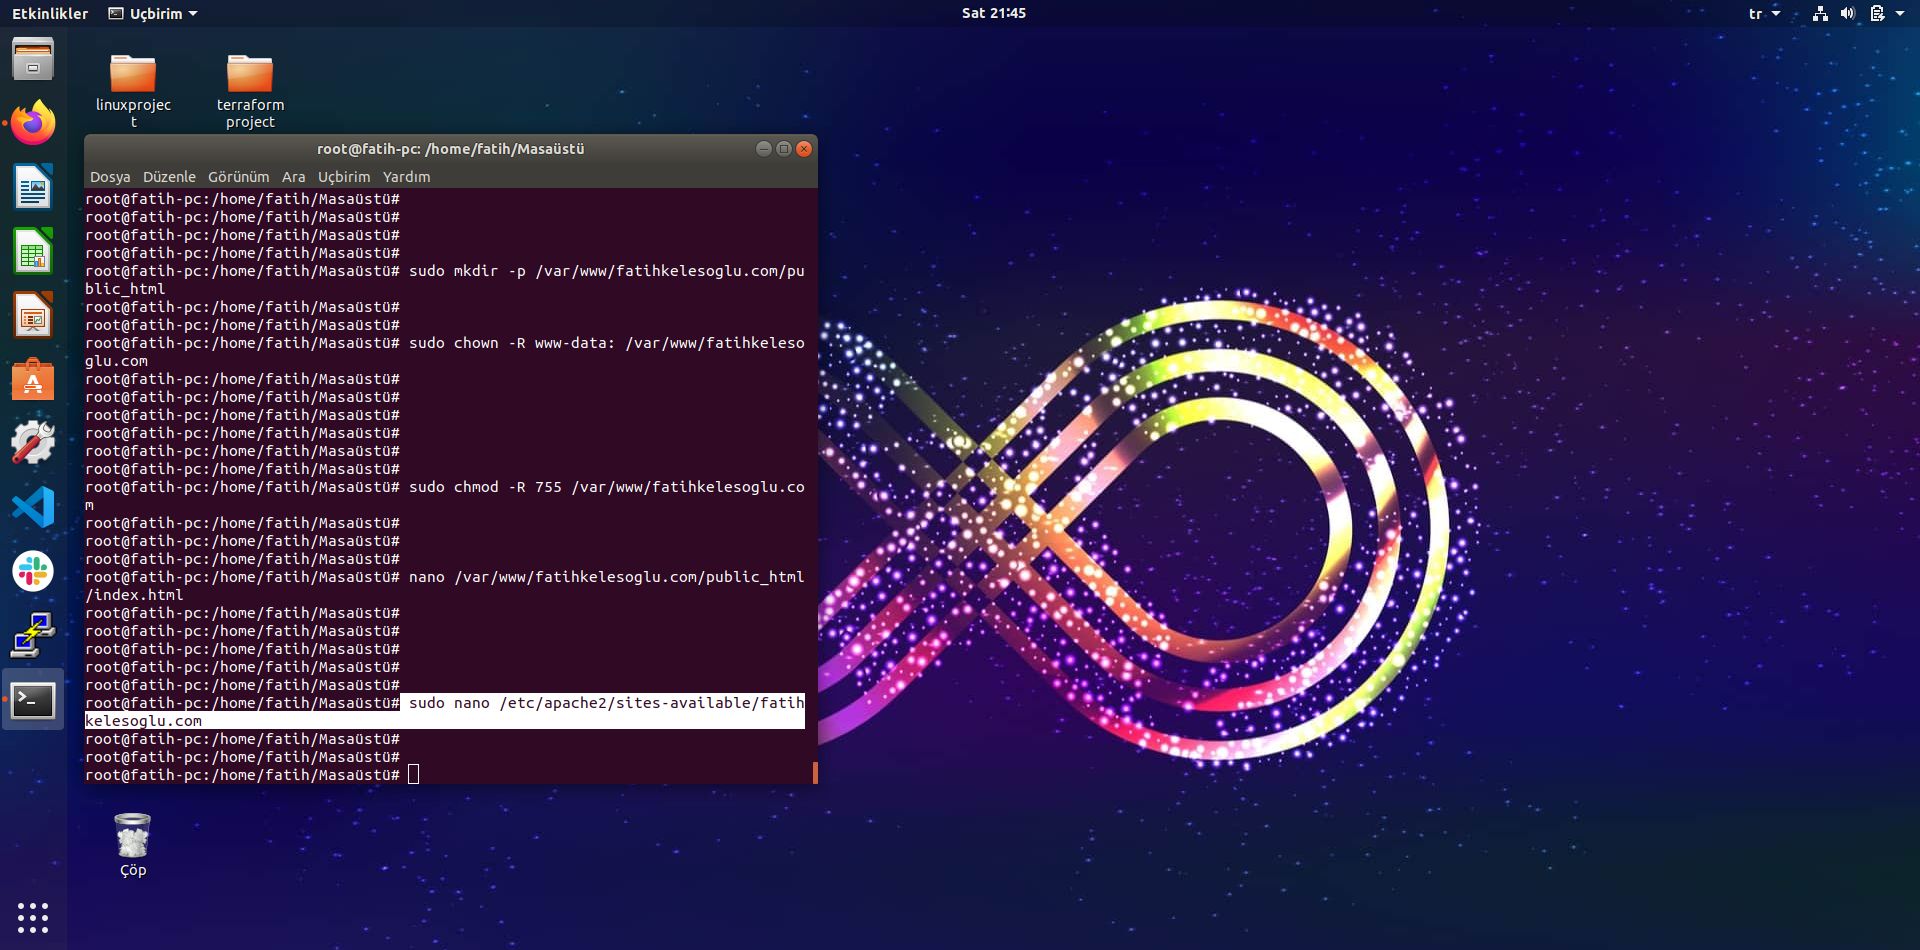 Etkinlikler
Uçbirim
Sat 21:45
tr
linuxprojec
t
terraform
project
root@fatih-pc: /home/fatih/Masaüstü
Dosya Düzenle Görünüm Ara Uçbirim Yardım
root@fatih-pc:/home/fatih/Masaüstü#
root@fatih-pc:/home/fatih/Masaüstü#
root@fatih-pc:/home/fatih/Masaüstü#
root@fatih-pc:/home/fatih/Masaüstü#
root@fatih-pc:/home/fatih/Masaüstü# sudo mkdir -p /var/www/fatihkelesoglu.com/pu
blic_html
root@fatih-pc:/home/fatih/Masaüstü#
root@fatih-pc:/home/fatih/Masaüstü#
root@fatih-pc:/home/fatih/Masaüstü# sudo chown -R www-data: /var/www/fatihkeleso
glu.com
root@fatih-pc:/home/fatih/Masaüstü#
root@fatih-pc:/home/fatih/Masaüstü#
root@fatih-pc:/home/fatih/Masaüstü#
root@fatih-pc:/home/fatih/Masaüstü#
root@fatih-pc:/home/fatih/Masaüstü#
root@fatih-pc:/home/fatih/Masaüstü#
root@fatih-pc:/home/fatih/Masaüstü# sudo chmod -R 755 /var/www/fatihkelesoglu.co
m
root@fatih-pc:/home/fatih/Masaüstü#
root@fatih-pc:/home/fatih/Masaüstü#
root@fatih-pc:/home/fatih/Masaüstü#
root@fatih-pc:/home/fatih/Masaüstü# nano /var/www/fatihkelesoglu.com/public_html
/index.html
root@fatih-pc:/home/fatih/Masaüstü#
root@fatih-pc:/home/fatih/Masaüstü#
root@fatih-pc:/home/fatih/Masaüstü#
root@fatih-pc:/home/fatih/Masaüstü#
root@fatih-pc:/home/fatih/Masaüstü#
root@fatih-pc:/home/fatih/Masaüstü# sudo nano /etc/apache2/sites-available/fatih
kelesoglu.com
root@fatih-pc:/home/fatih/Masaüstü#
root@fatih-pc:/home/fatih/Masaüstü#
root@fatih-pc:/home/fatih/Masaüstü#
Çöp